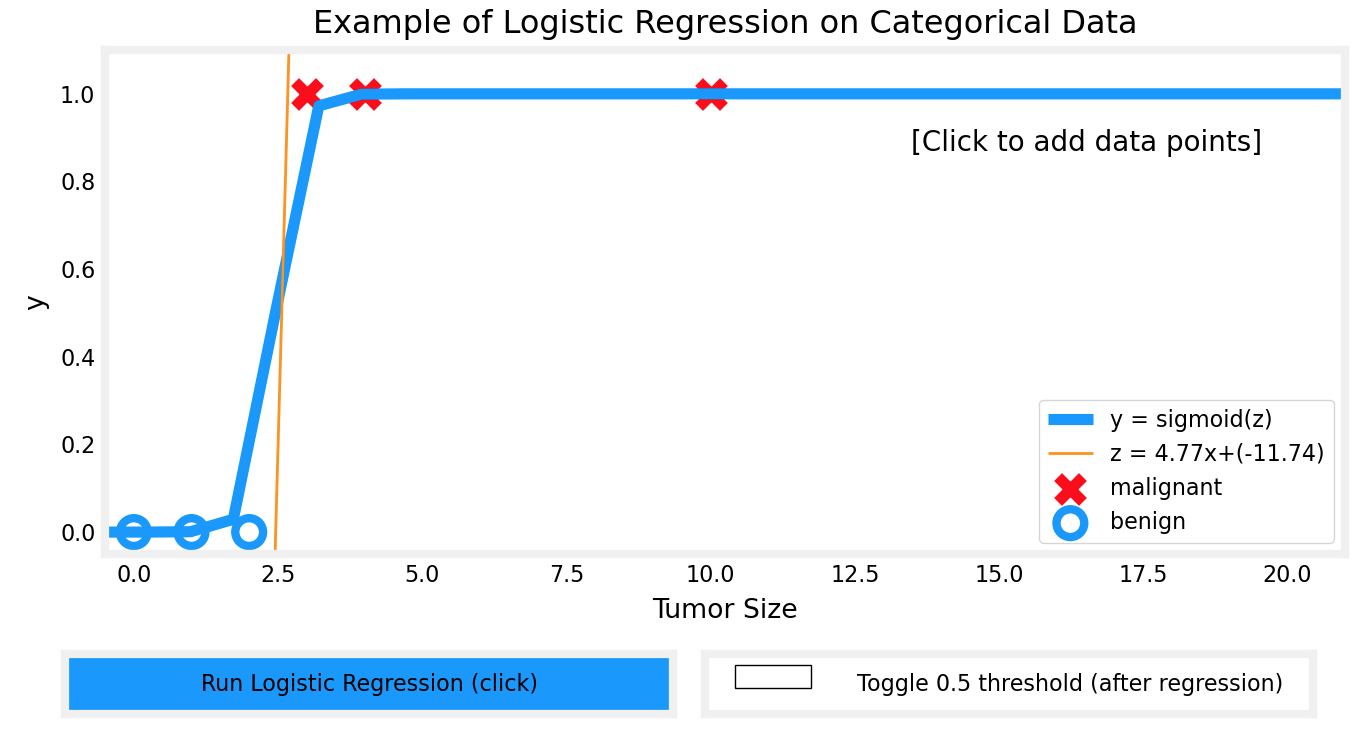 Example of Logistic Regression on Categorical Data
1.0
0.8
0.6
0.4
0.2
0.0
y
[Click to add data points]
y = sigmoid(z)
z = 4.77x+(-11.74)
malignant
benign
0.0 2.5 5.0 7.5 10.0 12.5 15.0 17.5 20.0
Tumor Size
Run Logistic Regression (click)
Toggle 0.5 threshold (after regression)